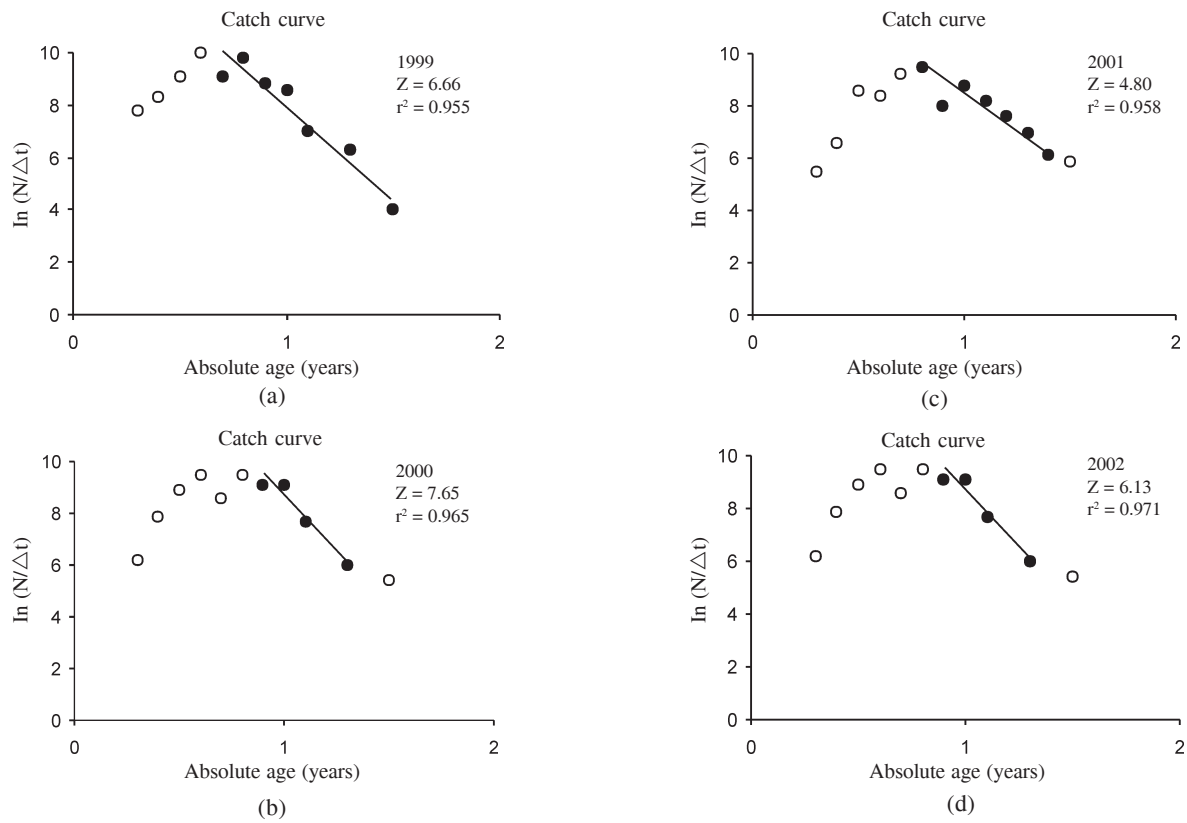 Catch curve
1999
Z = 6.66
r² = 0.955
10
8
6
4
2
0
0
1
2
In (N/△t)
Absolute age (years)
(a)
Catch curve
2001
Z = 4.80
r² = 0.958
10
8
6
4
2
0
0
1
2
In (N/△t)
Absolute age (years)
(c)
Catch curve
2000
Z = 7.65
r² = 0.965
10
8
6
4
2
0
0
1
2
In (N/△t)
Absolute age (years)
(b)
Catch curve
2002
Z = 6.13
r² = 0.971
10
8
6
4
2
0
0
1
2
In (N/△t)
Absolute age (years)
(d)